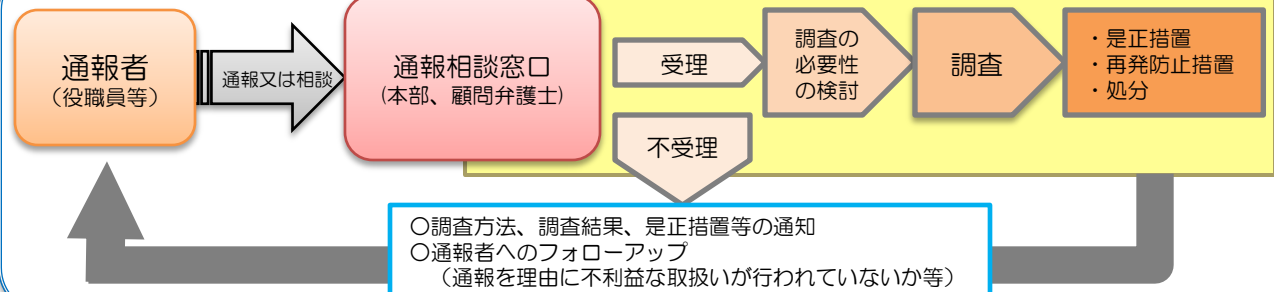 通報者
（役職員等）
通報又は相談
通報相談窓口
(本部、顧問弁護士)
受理
不受理
調査の
必要性
の検討
調査
・是正措置
・再発防止措置
・処分
〇調査方法、調査結果、是正措置等の通知
〇通報者へのフォローアップ
（通報を理由に不利益な取扱いが行われていないか等）